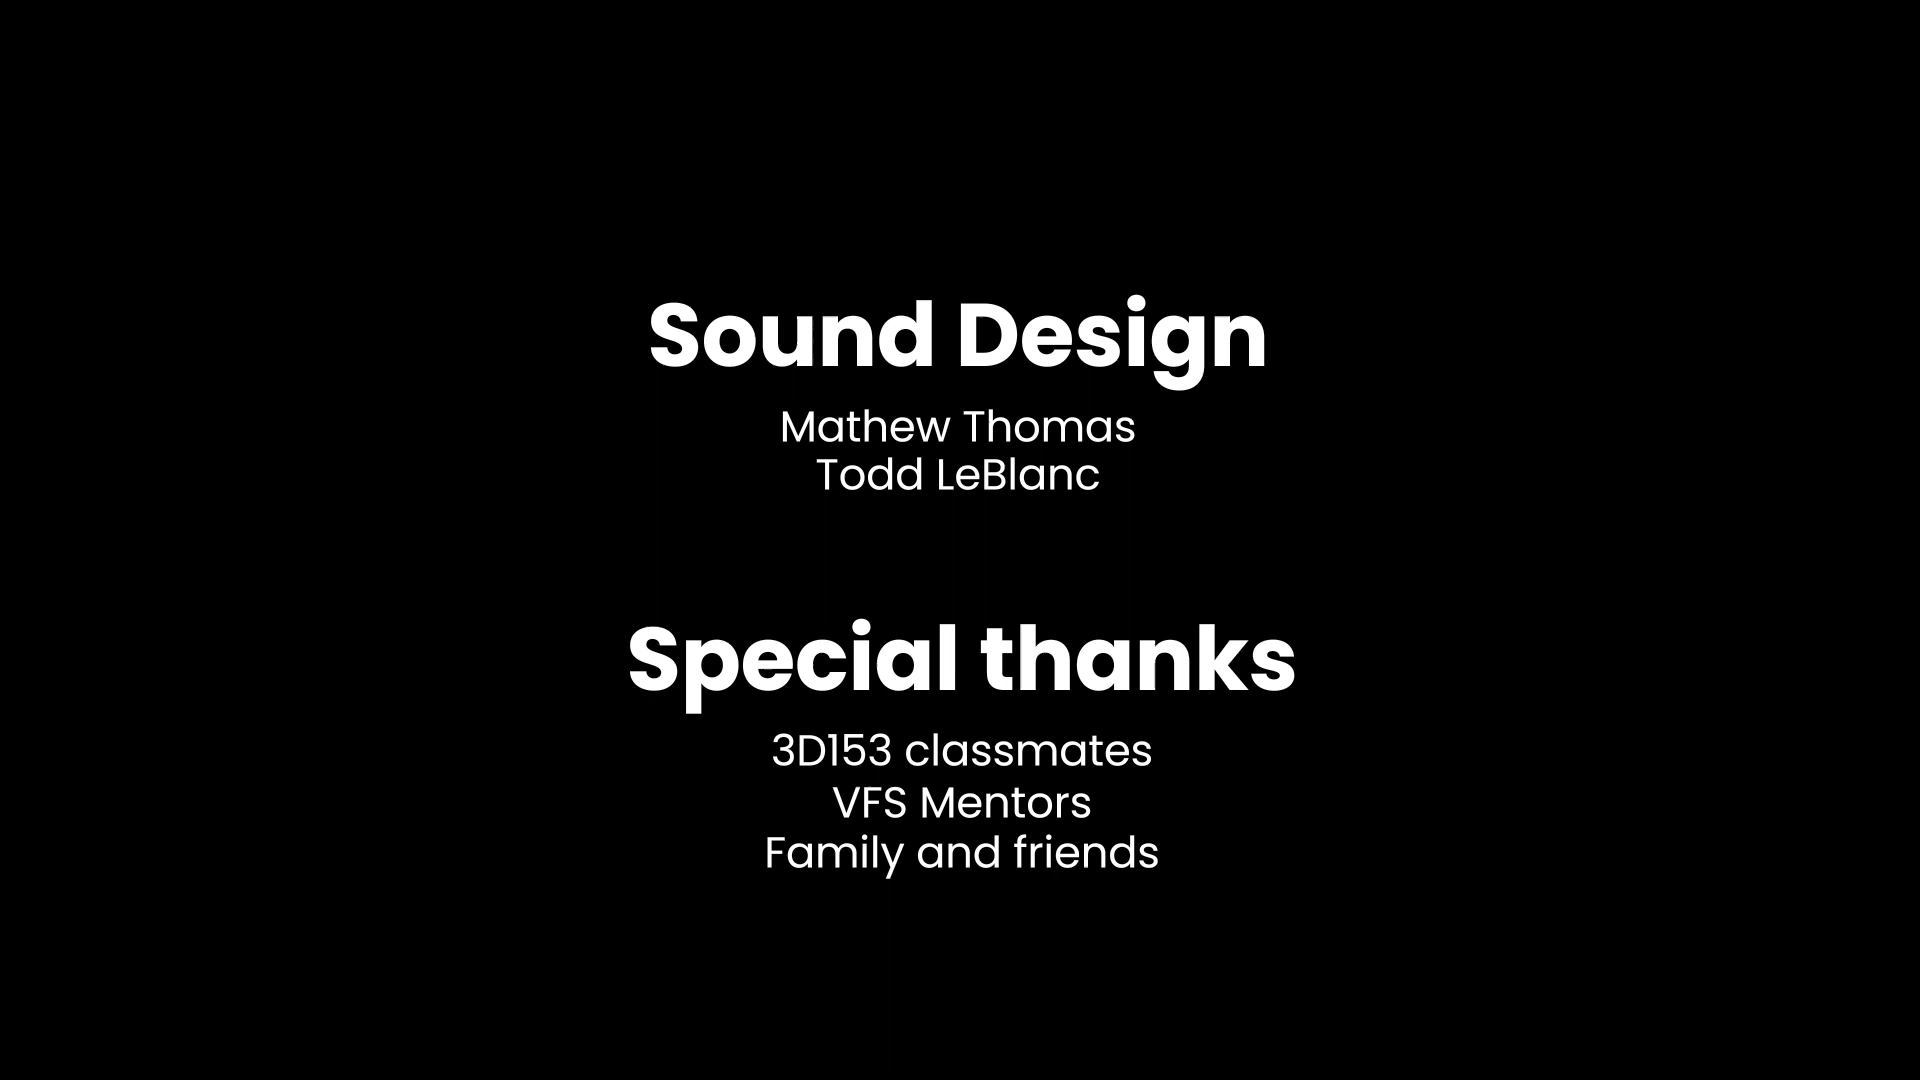 Sound Design
Mathew Thomas
Todd LeBlanc
Special thanks
3D153 classmates
VFS Mentors
Family and friends